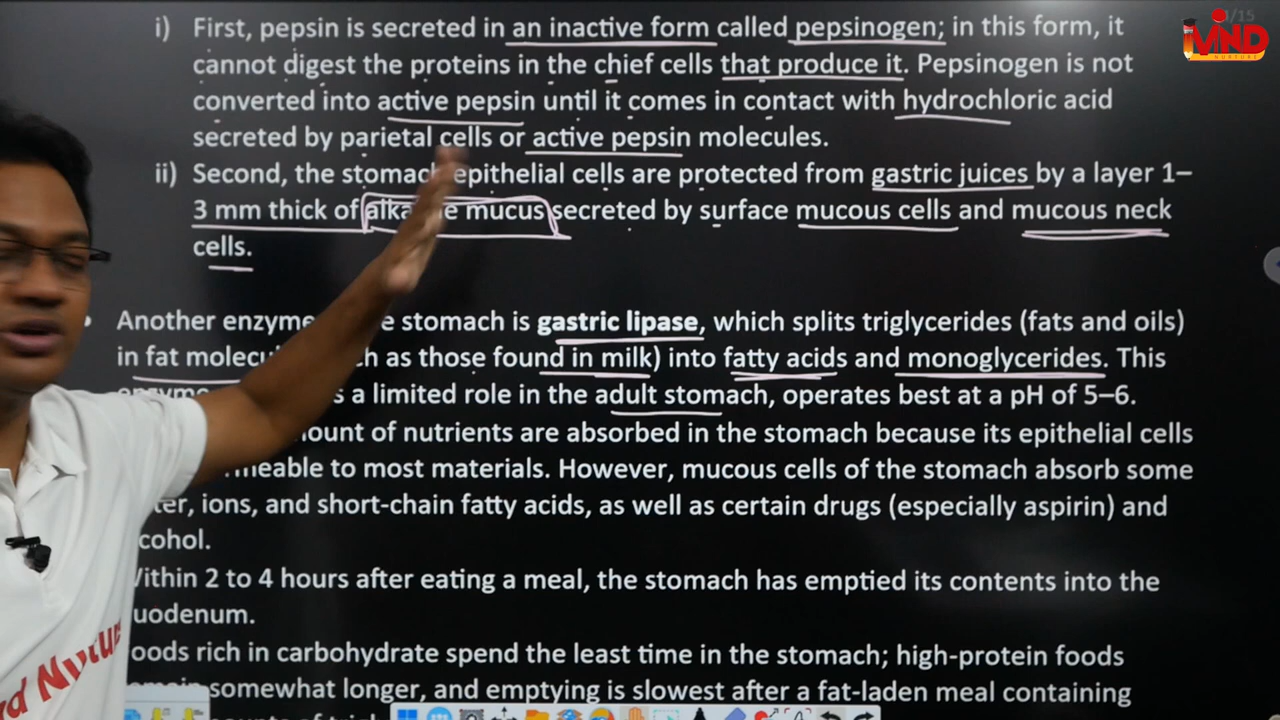 i) First, pepsin is secreted in an inactive form called pepsinogen; in this form, it
cannot digest the proteins in the chief cells that produce it. Pepsinogen is not
converted into active pepsin until it comes in contact with hydrochloric acid
secreted by parietal cells or active pepsin molecules.
ii) Second, the stomach epithelial cells are protected from gastric juices by a layer 1–
3 mm thick of alkaline mucus secreted by surface mucous cells and mucous neck
cells.
Another enzyme stomach is gastric lipase, which splits triglycerides (fats and oils)
in fat as those found in milk) into fatty acids and monoglycerides. This
a limited role in the adult stomach, operates best at a pH of 5–6.
of nutrients are absorbed in the stomach because its epithelial cells
to most materials. However, mucous cells of the stomach absorb some
ions, and short-chain fatty acids, as well as certain drugs (especially aspirin) and
Within 2 to 4 hours after eating a meal, the stomach has emptied its contents into the
rich in carbohydrate spend the least time in the stomach; high-protein foods
somewhat longer, and emptying is slowest after a fat-laden meal containing
MIND
NURTURE
/15